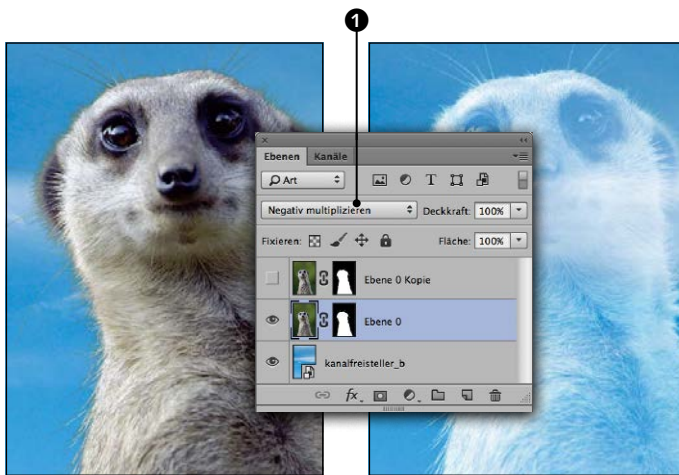 1
Ebenen Kanäle
Art
T
Negativ multiplizieren Deckkraft: 100%
Fixieren: Fläche: 100%
Ebene 0 Kopie
Ebene 0
kanalfreisteller_b
fx.